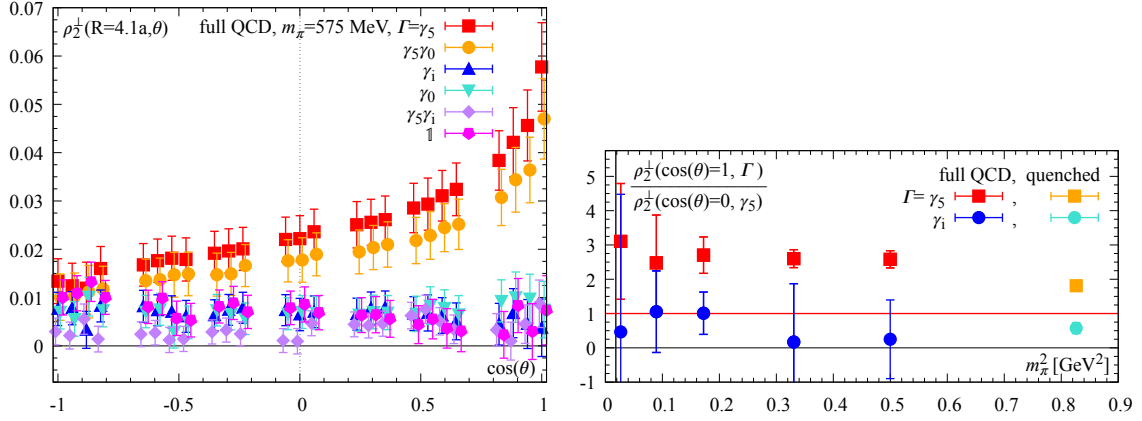 0.07
0.06
0.05
0.04
0.03
0.02
0.01
0
ρ₂^⊥(R=4.1a,θ)
full QCD, m_π=575 MeV, Γ=γ₅
γ₅γ₀
γᵢ
γ₀
γ₅γᵢ
𝟙
cos(θ)
-1 -0.5 0 0.5 1
5
4
3
2
1
0
-1
ρ₂^⊥(cos(θ)=1, Γ)
ρ₂^⊥(cos(θ)=0, γ₅)
full QCD, quenched
Γ= γ₅ ,
γᵢ ,
m_π² [GeV²]
0 0.1 0.2 0.3 0.4 0.5 0.6 0.7 0.8 0.9